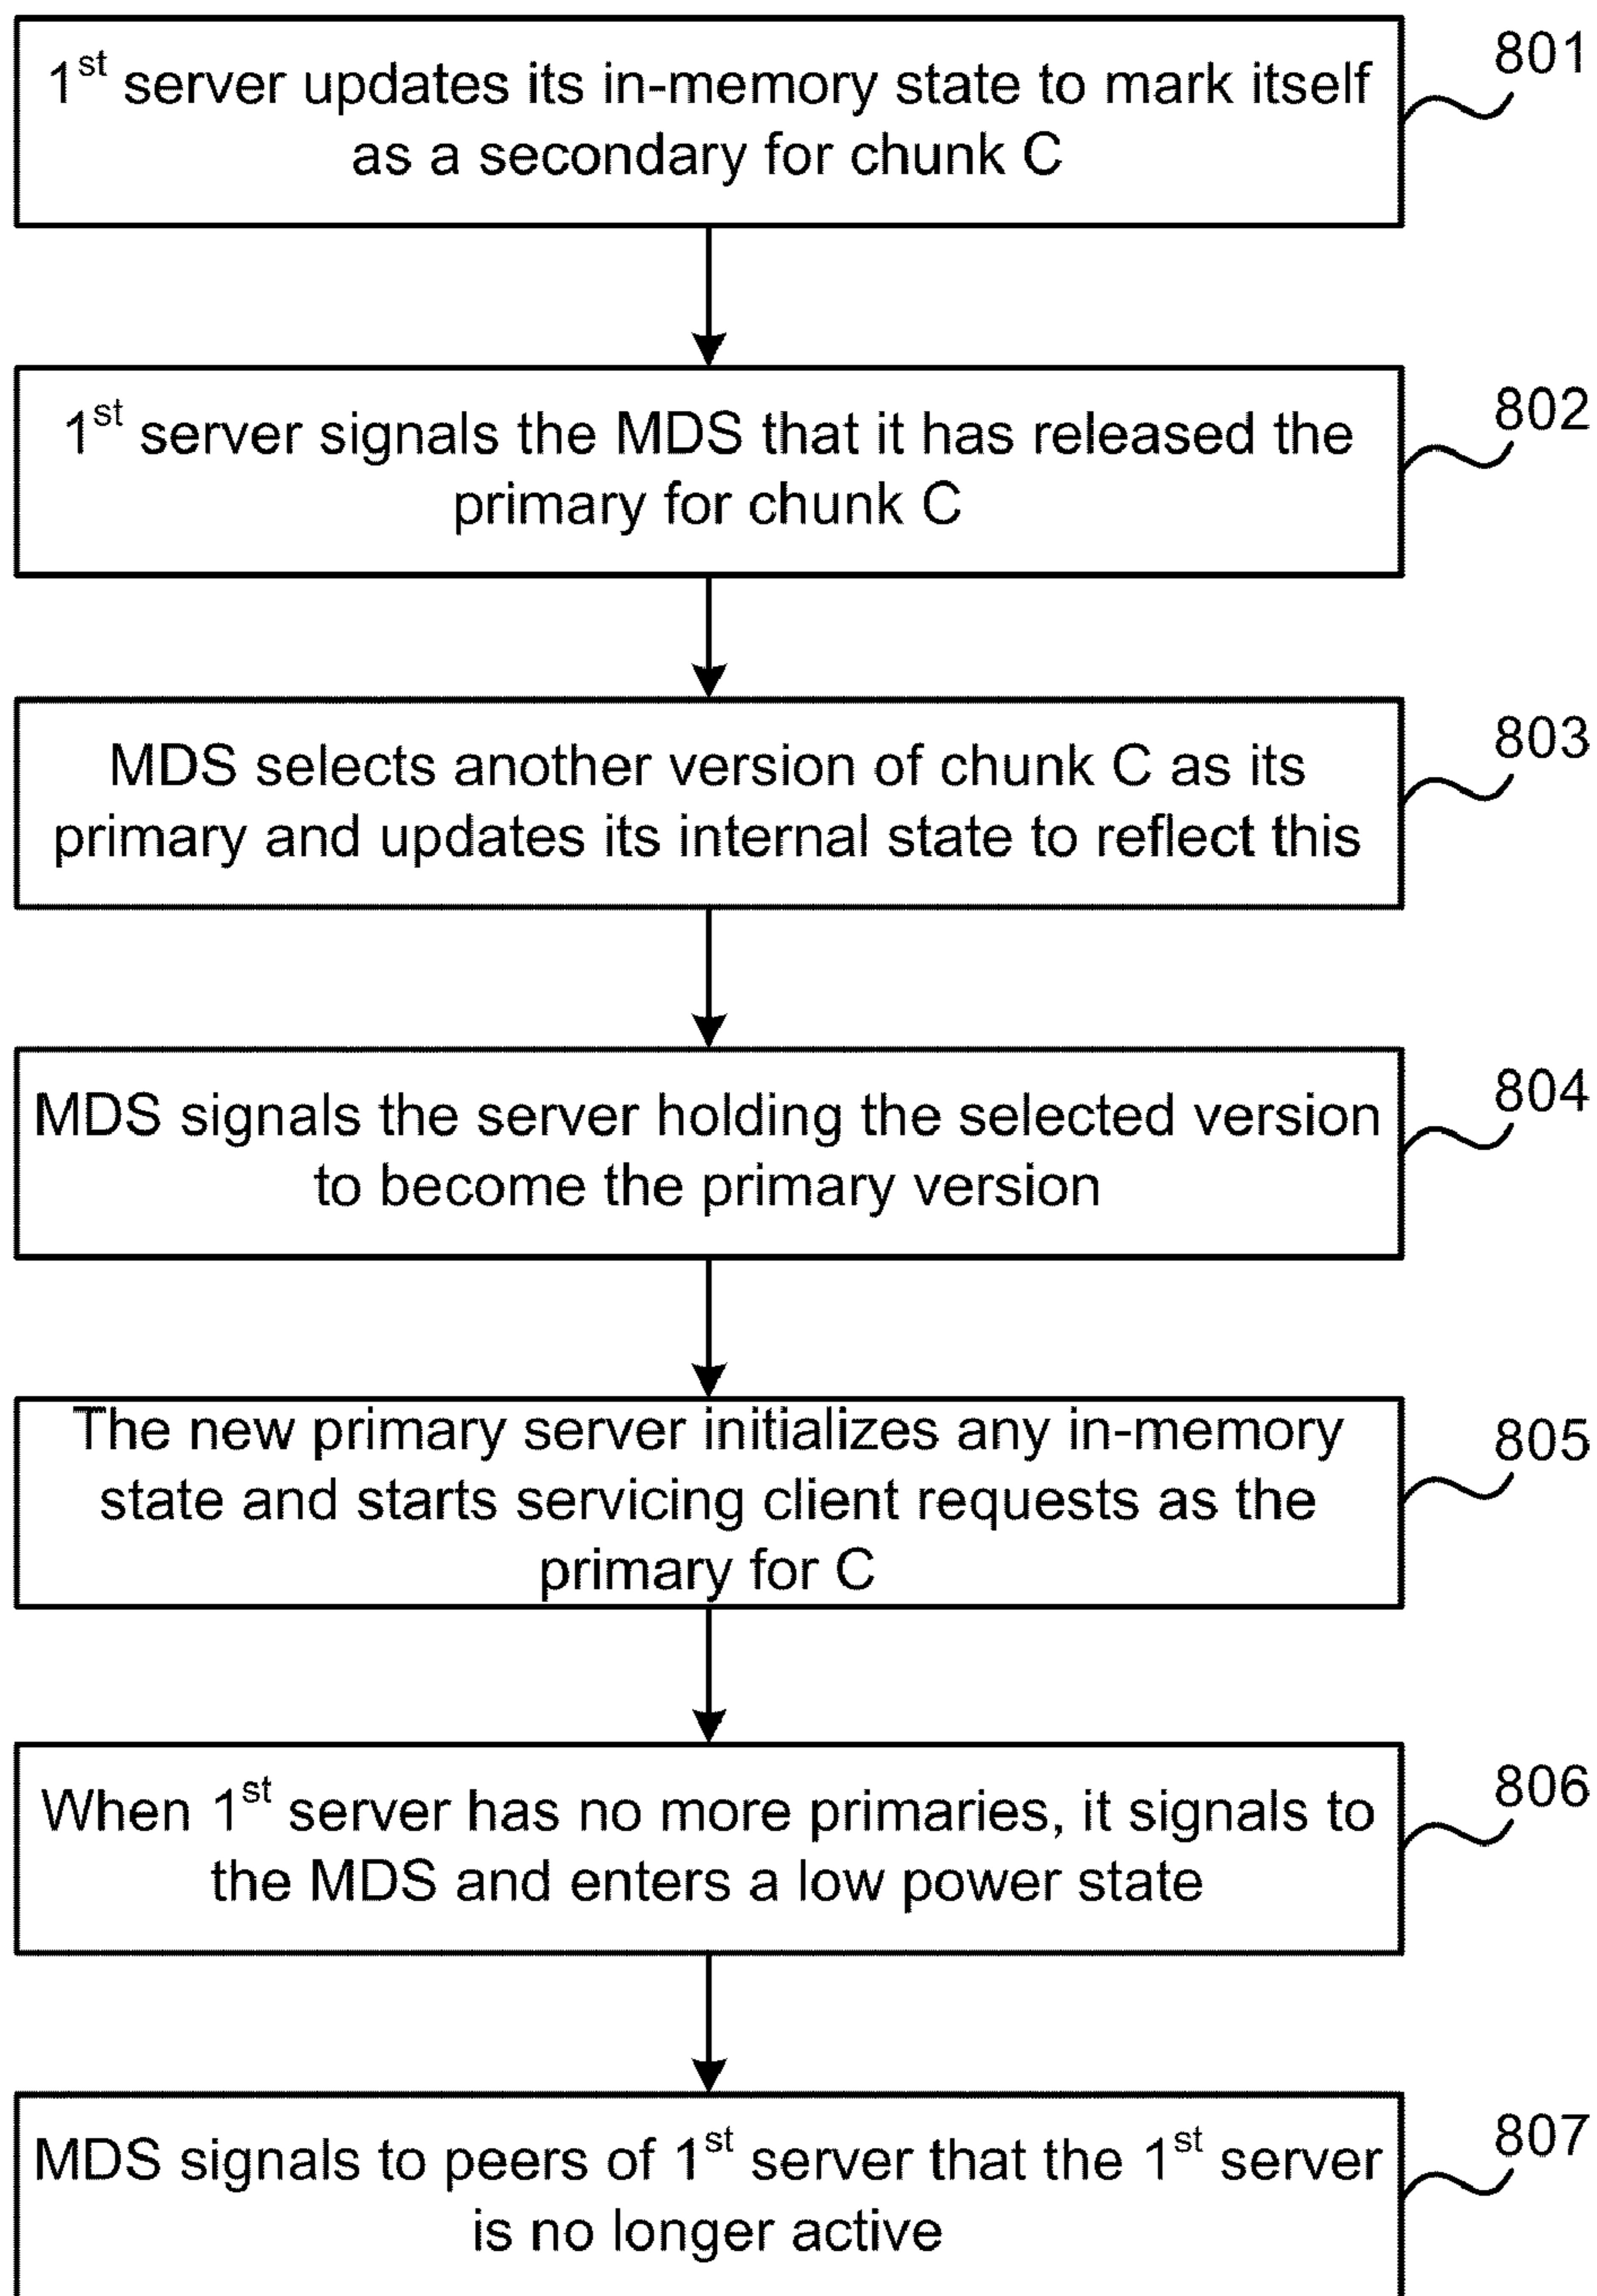 1st server updates its in-memory state to mark itself
as a secondary for chunk C
801
1st server signals the MDS that it has released the
primary for chunk C
802
MDS selects another version of chunk C as its
primary and updates its internal state to reflect this
803
MDS signals the server holding the selected version
to become the primary version
804
The new primary server initializes any in-memory
state and starts servicing client requests as the
primary for C
805
When 1st server has no more primaries, it signals to
the MDS and enters a low power state
806
MDS signals to peers of 1st server that the 1st server
is no longer active
807